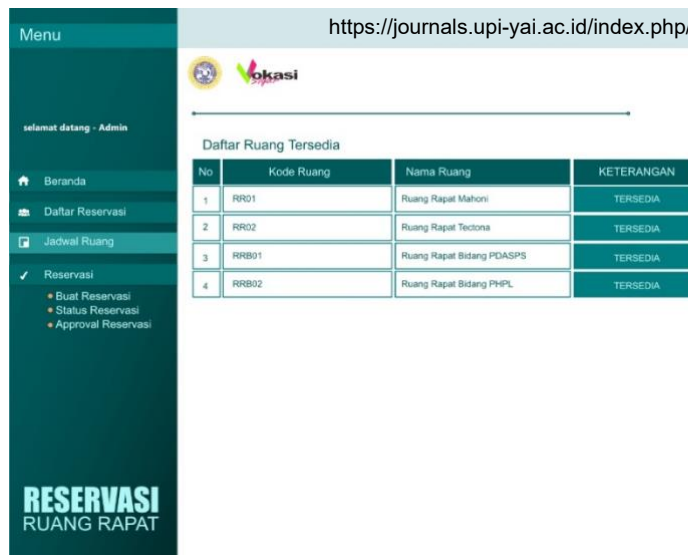 Menu
https://journals.upi-yai.ac.id/index.php/
Vokasi
selamat datang - Admin
Daftar Ruang Tersedia
No Kode Ruang Nama Ruang KETERANGAN
1 RR01 Ruang Rapat Mahoni TERSEDIA
2 RR02 Ruang Rapat Tectona TERSEDIA
3 RRB01 Ruang Rapat Bidang PDASPS TERSEDIA
4 RRB02 Ruang Rapat Bidang PHPL TERSEDIA
Beranda
Daftar Reservasi
Jadwal Ruang
Reservasi
Buat Reservasi
Status Reservasi
Approval Reservasi
RESERVASI
RUANG RAPAT